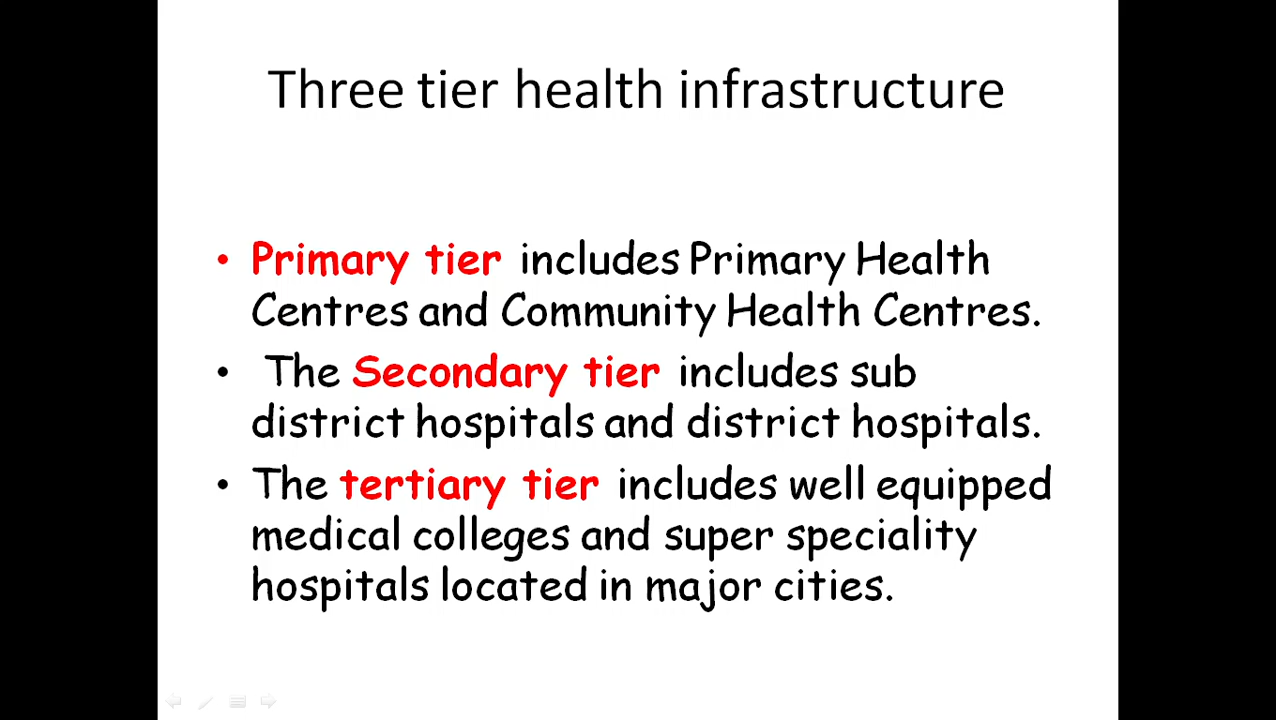 Three tier health infrastructure
• Primary tier includes Primary Health
Centres and Community Health Centres.
• The Secondary tier includes sub
district hospitals and district hospitals.
• The tertiary tier includes well equipped
medical colleges and super speciality
hospitals located in major cities.